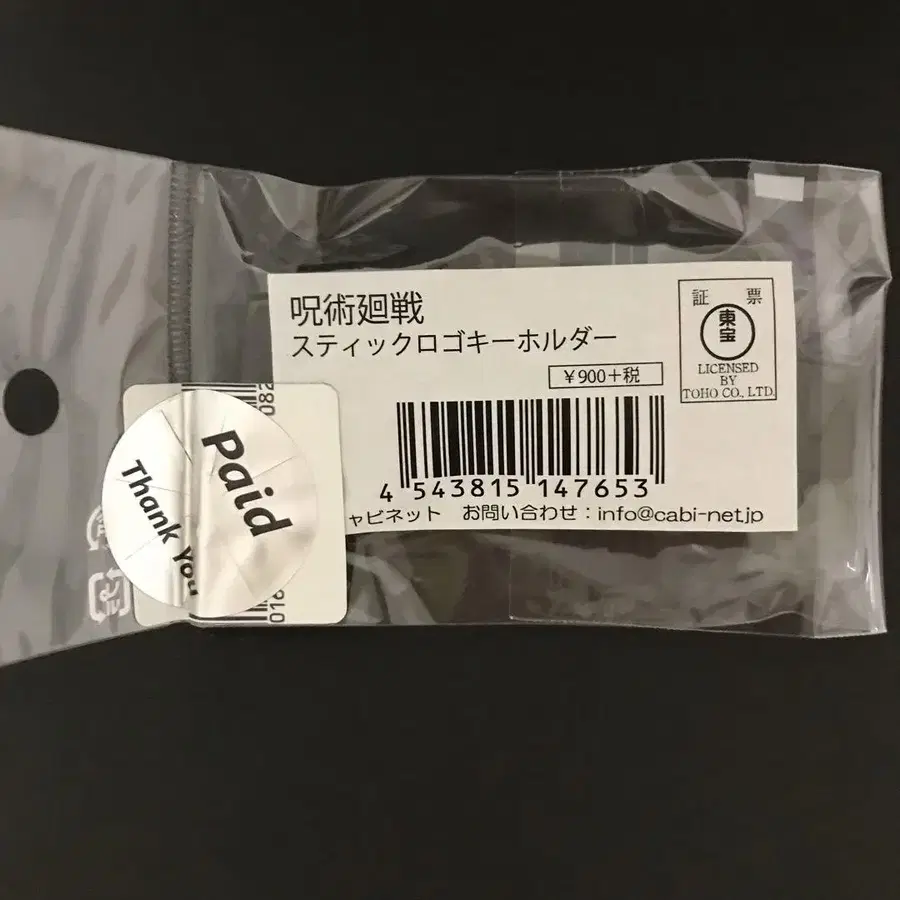 呪術廻戦
スティックロゴキーホルダー
¥900+税
4 543815 147653
ャビネット お問い合わせ:info@cabi-net.jp
証 票
東宝
LICENSED
BY
TOHO CO., LTD.
Paid
Thank You